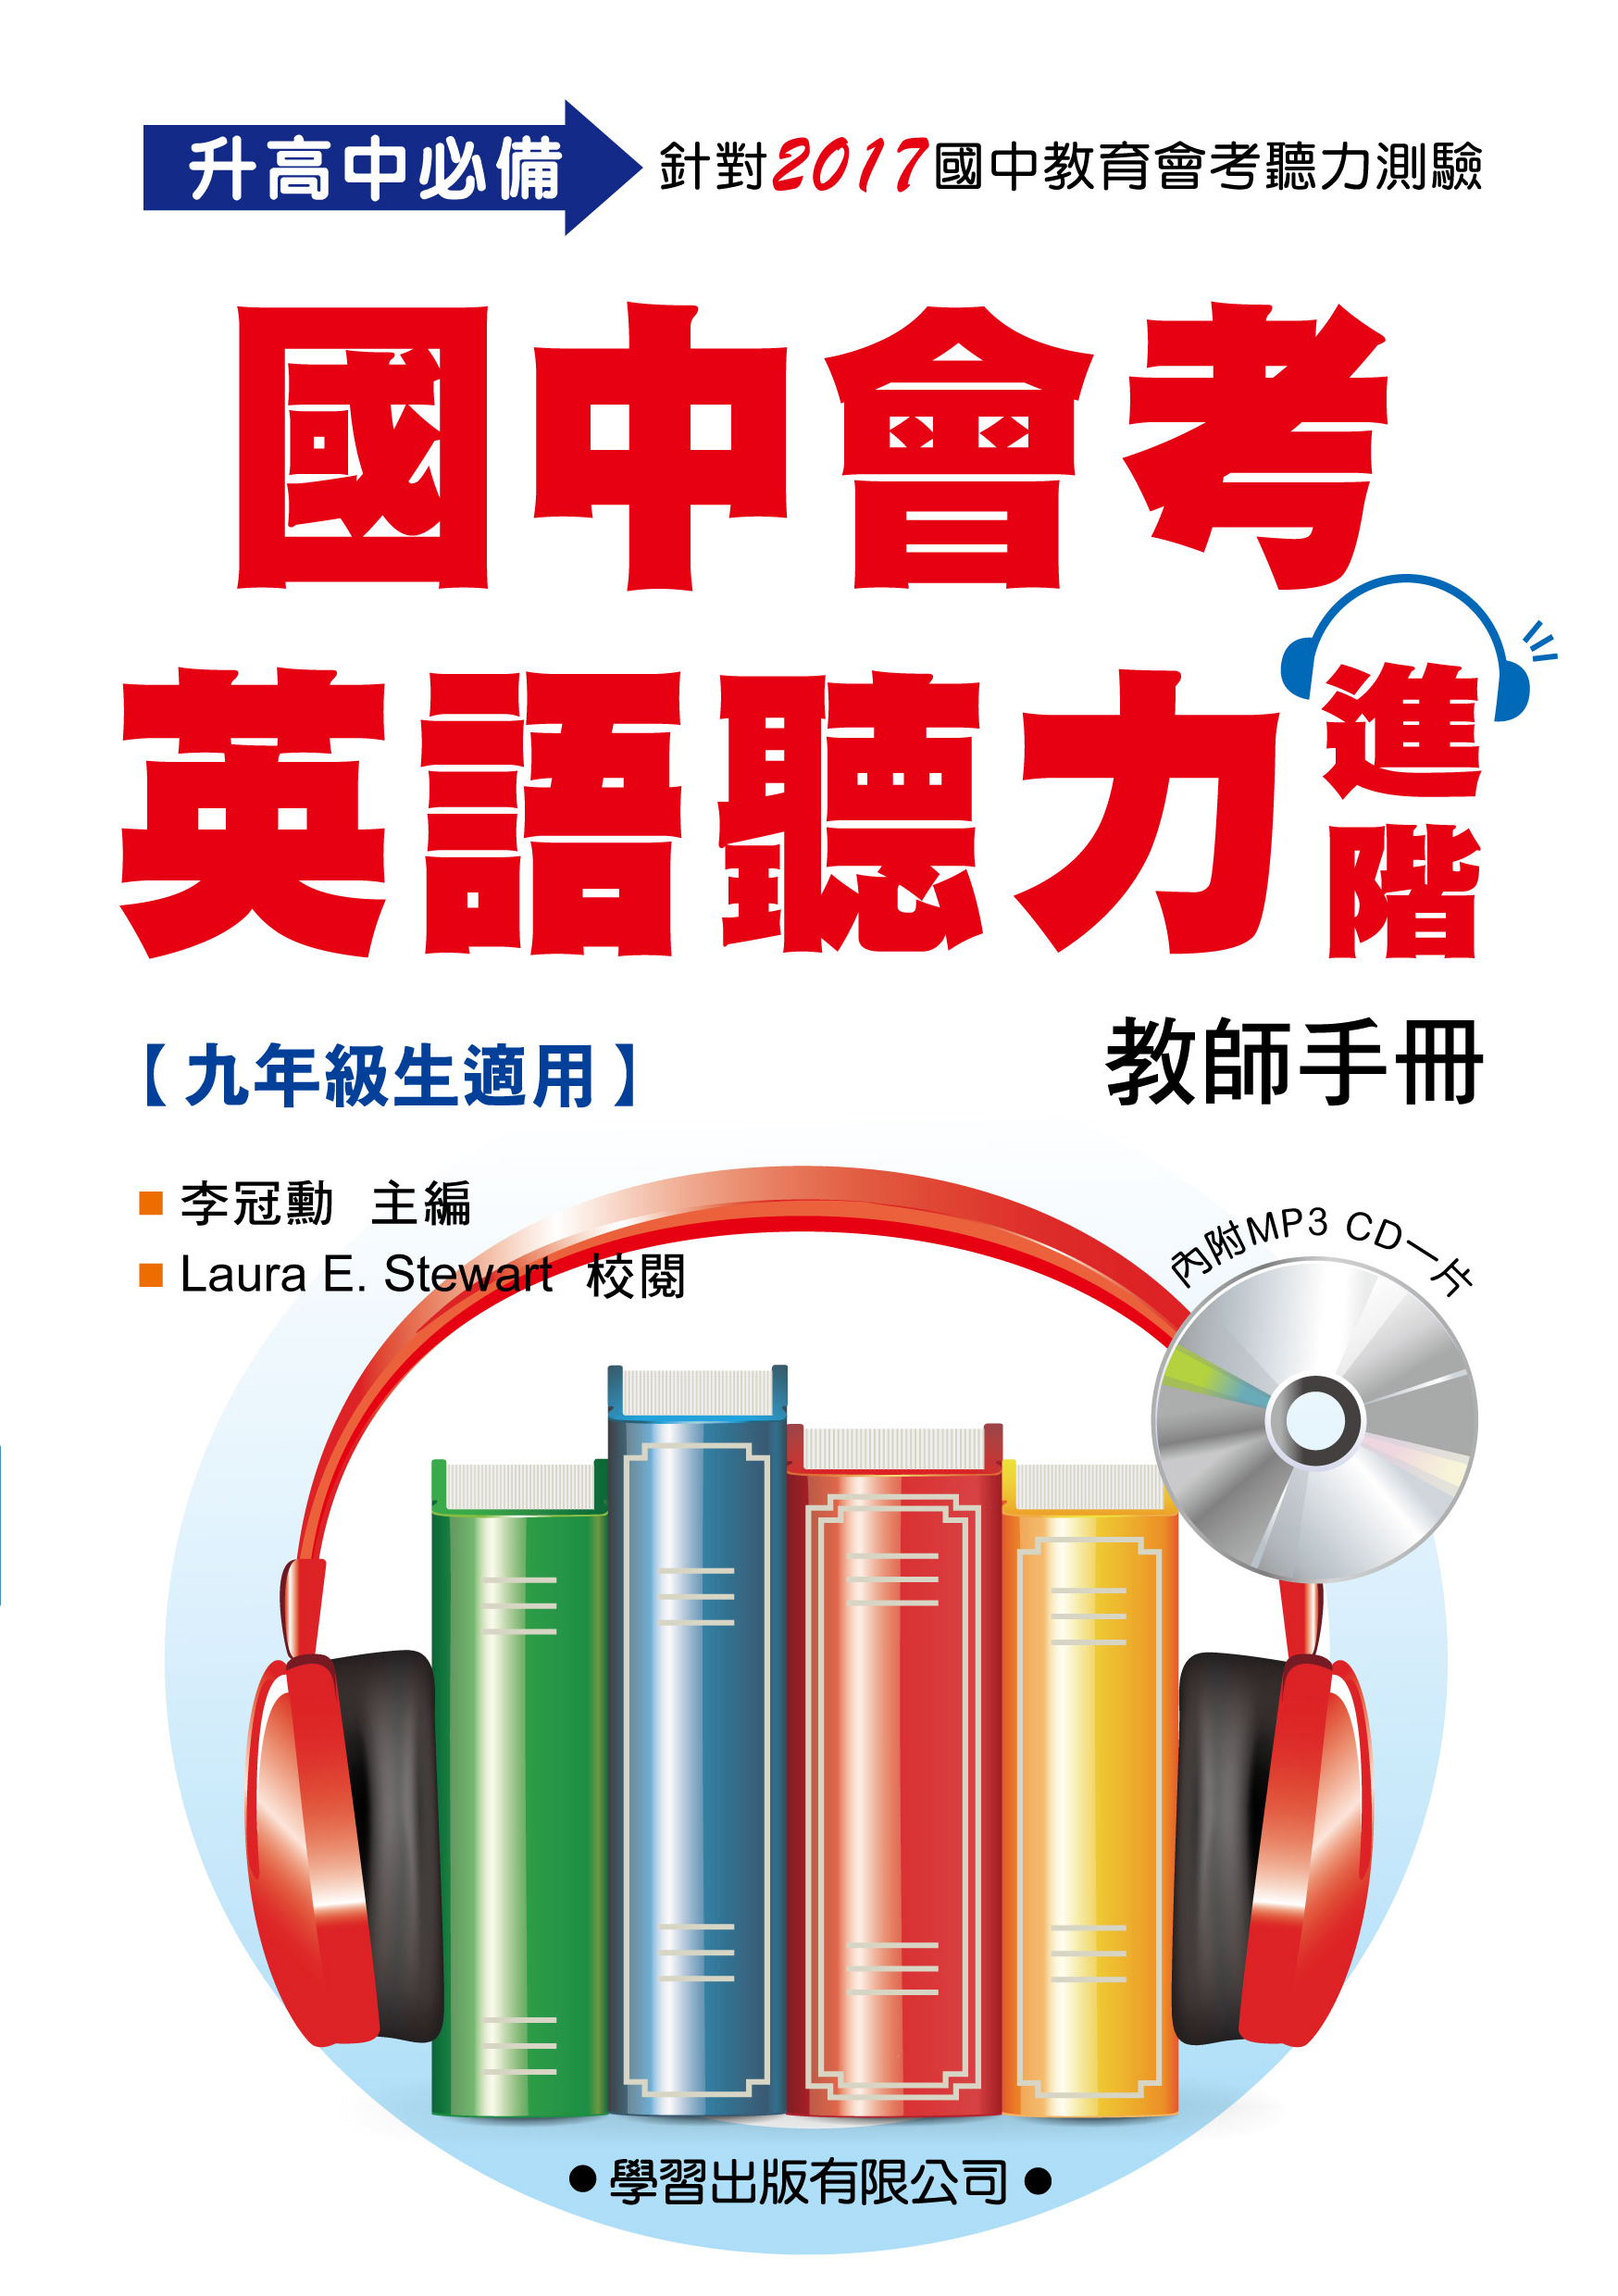 升高中必備
針對2017國中教育會考聽力測驗
國中會考
英語聽力進階
【九年級生適用】
教師手冊
■ 李冠勳 主編
■ Laura E. Stewart 校閱
內附MP3 CD一片
● 學習出版有限公司 ●